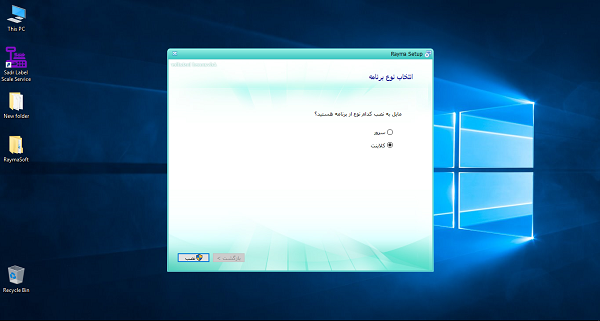 This PC
Sadr Label
Scale Service
New folder
RaymaSoft
Recycle Bin
Rayma Setup
انتخاب نوع برنامه
مایل به نصب کدام نوع از برنامه هستید؟
سرور
کلاینت
نصب
بازگشت >